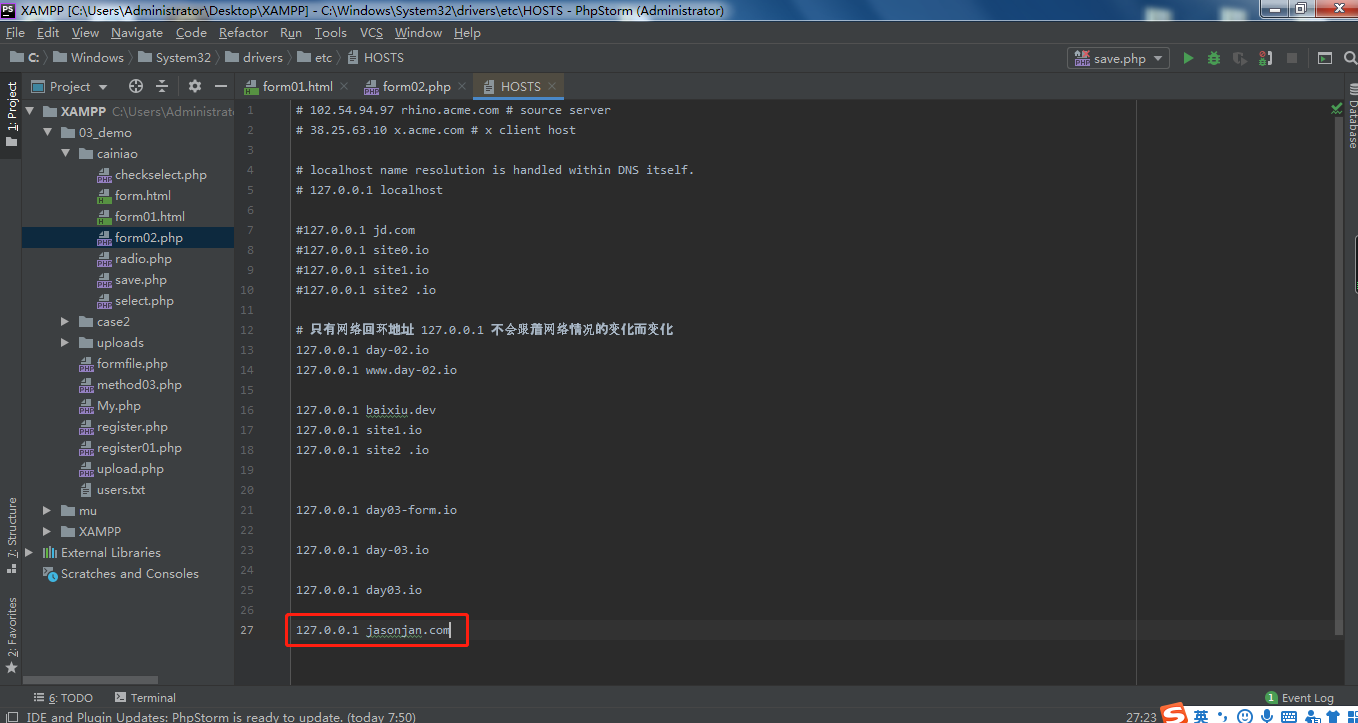 XAMPP [C:\Users\Administrator\Desktop\XAMPP] - C:\Windows\System32\drivers\etc\HOSTS - PhpStorm (Administrator)
File Edit View Navigate Code Refactor Run Tools VCS Window Help
C: Windows System32 drivers etc HOSTS save.php
Project form01.html form02.php HOSTS
1: Project
XAMPP C:\Users\Administrat
03_demo
cainiao
checkselect.php
form.html
form01.html
form02.php
radio.php
save.php
select.php
case2
uploads
formfile.php
method03.php
My.php
register.php
register01.php
upload.php
users.txt
mu
XAMPP
External Libraries
Scratches and Consoles
7: Structure
2: Favorites
1 # 102.54.94.97 rhino.acme.com # source server
2 # 38.25.63.10 x.acme.com # x client host
3
4 # localhost name resolution is handled within DNS itself.
5 # 127.0.0.1 localhost
6
7 #127.0.0.1 jd.com
8 #127.0.0.1 site0.io
9 #127.0.0.1 site1.io
10 #127.0.0.1 site2 .io
11
12 # 只有网络回环地址 127.0.0.1 不会跟着网络情况的变化而变化
13 127.0.0.1 day-02.io
14 127.0.0.1 www.day-02.io
15
16 127.0.0.1 baixiu.dev
17 127.0.0.1 site1.io
18 127.0.0.1 site2 .io
19
20
21 127.0.0.1 day03-form.io
22
23 127.0.0.1 day-03.io
24
25 127.0.0.1 day03.io
26
27 127.0.0.1 jasonjan.com
Database
6: TODO Terminal 1 Event Log
IDE and Plugin Updates: PhpStorm is ready to update. (today 7:50) 27:23 英